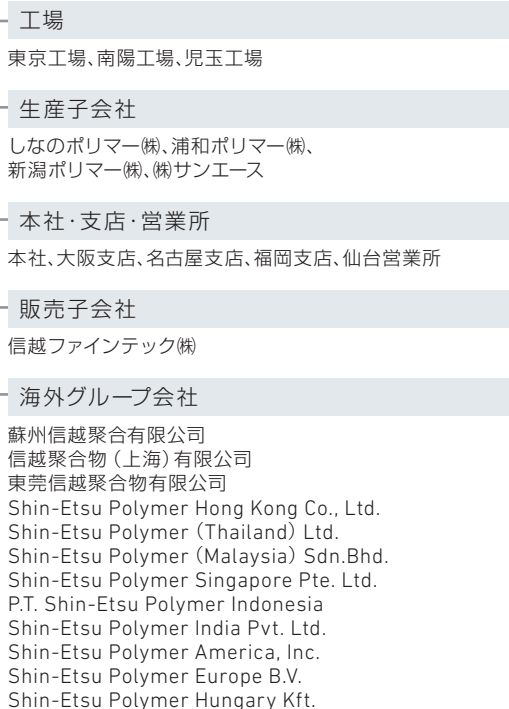 工場
東京工場、南陽工場、児玉工場
生産子会社
しなのポリマー㈱、浦和ポリマー㈱、
新潟ポリマー㈱、㈱サンエース
本社・支店・営業所
本社、大阪支店、名古屋支店、福岡支店、仙台営業所
販売子会社
信越ファインテック㈱
海外グループ会社
蘇州信越聚合有限公司
信越聚合物（上海）有限公司
東莞信越聚合物有限公司
Shin-Etsu Polymer Hong Kong Co., Ltd.
Shin-Etsu Polymer（Thailand）Ltd.
Shin-Etsu Polymer（Malaysia）Sdn.Bhd.
Shin-Etsu Polymer Singapore Pte. Ltd.
P.T. Shin-Etsu Polymer Indonesia
Shin-Etsu Polymer India Pvt. Ltd.
Shin-Etsu Polymer America, Inc.
Shin-Etsu Polymer Europe B.V.
Shin-Etsu Polymer Hungary Kft.